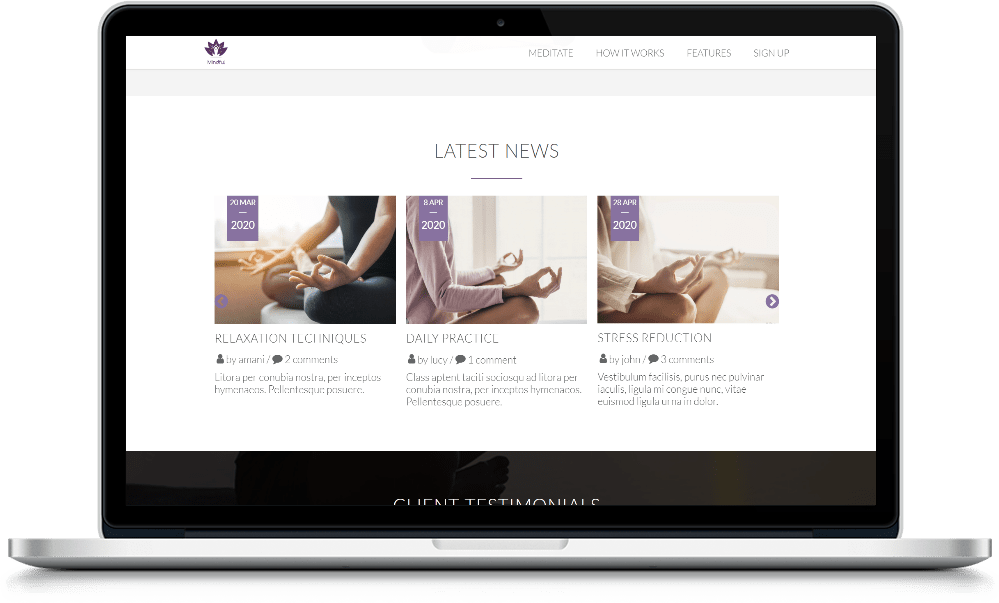 Mindful
MEDITATE HOW IT WORKS FEATURES SIGN UP
LATEST NEWS
20 MAR
2020
8 APR
2020
28 APR
2020
RELAXATION TECHNIQUES
by amani / 2 comments
Litora per conubia nostra, per inceptos
hymenaeos. Pellentesque posuere.
DAILY PRACTICE
by lucy / 1 comment
Class aptent taciti sociosqu ad litora per
conubia nostra, per inceptos hymenaeos.
Pellentesque posuere.
STRESS REDUCTION
by john / 3 comments
Vestibulum facilisis, purus nec pulvinar
iaculis, ligula mi congue nunc, vitae
euismod ligula urna in dolor.
CLIENT TESTIMONIALS